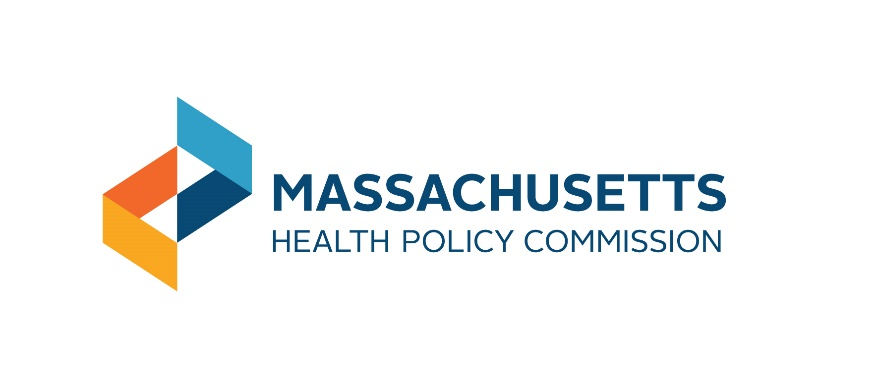 MASSACHUSETTS
HEALTH POLICY COMMISSION